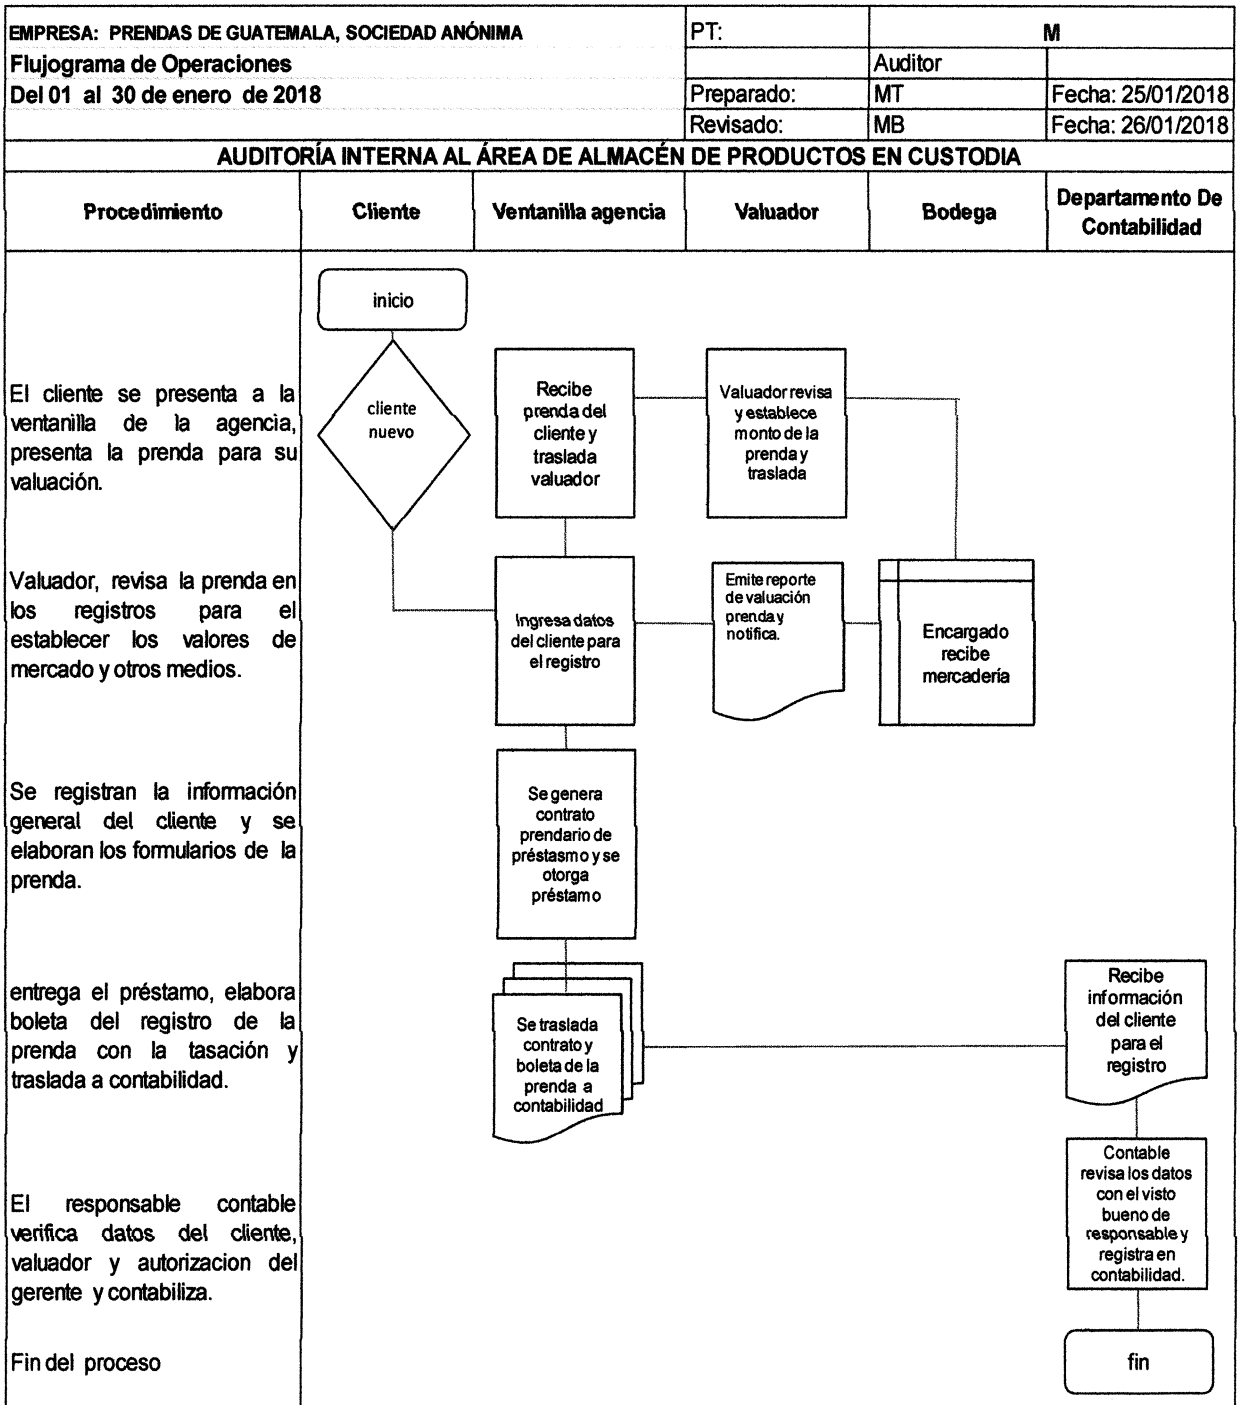 EMPRESA: PRENDAS DE GUATEMALA, SOCIEDAD ANÓNIMA
PT:
M
Flujograma de Operaciones
Auditor
Del 01 al 30 de enero de 2018
Preparado:
MT
Fecha: 25/01/2018
Revisado:
MB
Fecha: 26/01/2018
AUDITORÍA INTERNA AL ÁREA DE ALMACÉN DE PRODUCTOS EN CUSTODIA
Procedimiento
Cliente
Ventanilla agencia
Valuador
Bodega
Departamento De
Contabilidad
inicio
El cliente se presenta a la
ventanilla de la agencia,
presenta la prenda para su
valuación.
cliente
nuevo
Recibe
prenda del
cliente y
traslada
valuador
Valuador revisa
y establece
monto de la
prenda y
traslada
Valuador, revisa la prenda en
los registros para el
establecer los valores de
mercado y otros medios.
Ingresa datos
del cliente para
el registro
Emite reporte
de valuación
prenda y
notifica.
Encargado
recibe
mercadería
Se registran la información
general del cliente y se
elaboran los formularios de la
prenda.
Se genera
contrato
prendario de
préstasmo y se
otorga
préstamo
entrega el préstamo, elabora
boleta del registro de la
prenda con la tasación y
traslada a contabilidad.
Se traslada
contrato y
boleta de la
prenda a
contabilidad
Recibe
información
del cliente
para el
registro
El responsable contable
verifica datos del cliente,
valuador y autorizacion del
gerente y contabiliza.
Contable
revisa los datos
con el visto
bueno de
responsable y
registra en
contabilidad.
Fin del proceso
fin